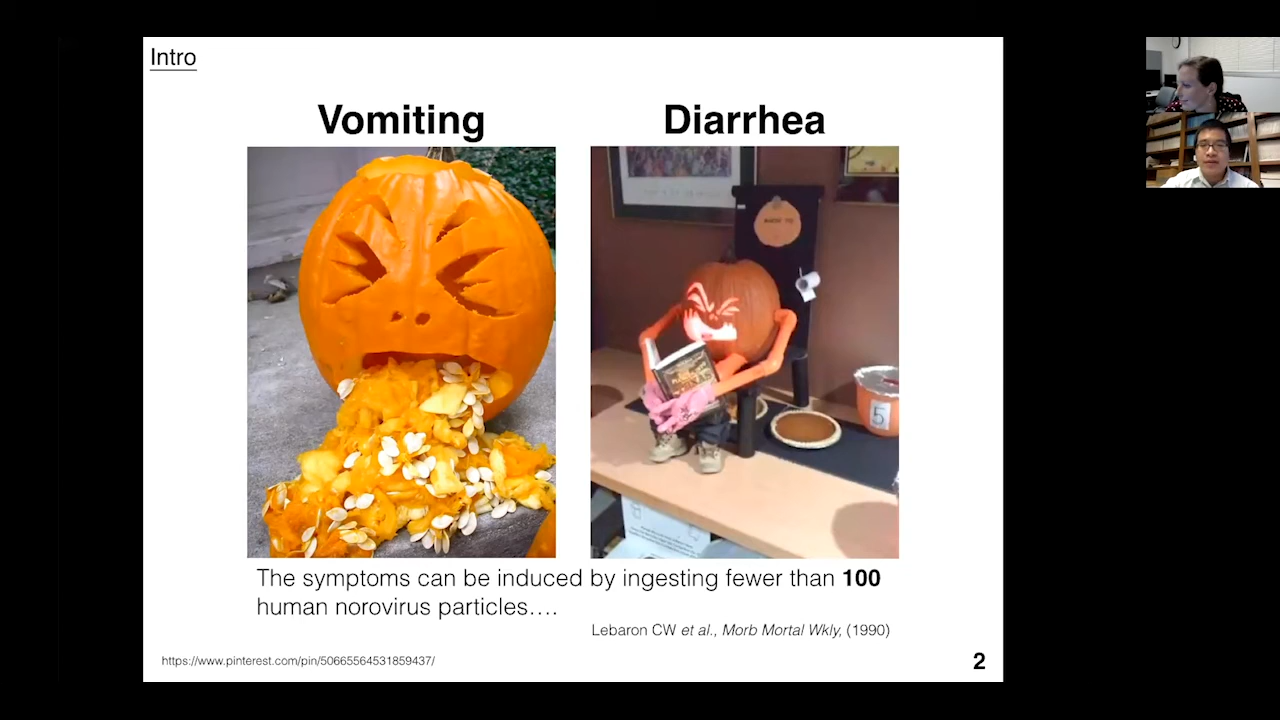 Intro
Vomiting
Diarrhea
5
The symptoms can be induced by ingesting fewer than 100
human norovirus particles….
Lebaron CW et al., Morb Mortal Wkly, (1990)
https://www.pinterest.com/pin/50665564531859437/
2